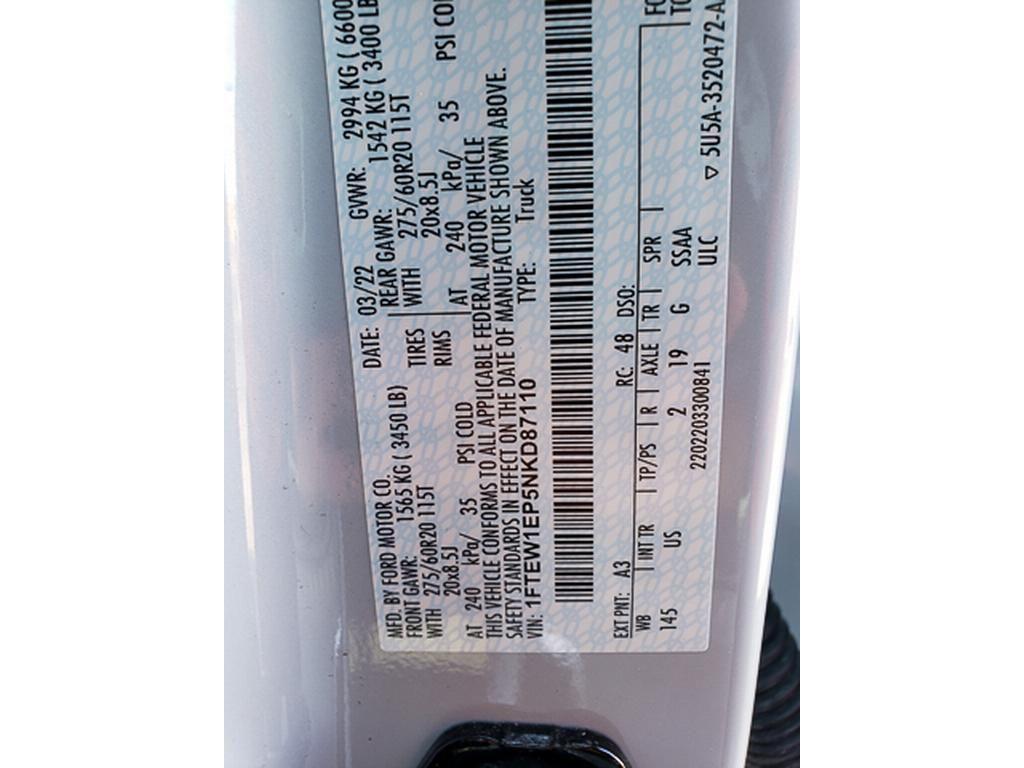 MFD. BY FORD MOTOR CO.
DATE: 03/22 GVWR: 2994 KG ( 6600
FRONT GAWR: 1565 KG ( 3450 LB)
REAR GAWR: 1542 KG ( 3400 LB
WITH 275/60R20 115T TIRES WITH 275/60R20 115T
20x8.5J RIMS 20x8.5J
AT 240 kPa/ 35 PSI COLD AT 240 kPa/ 35 PSI COL
THIS VEHICLE CONFORMS TO ALL APPLICABLE FEDERAL MOTOR VEHICLE
SAFETY STANDARDS IN EFFECT ON THE DATE OF MANUFACTURE SHOWN ABOVE.
VIN: 1FTEW1EP5NKD87110 TYPE: Truck
EXT PNT: A3 RC: 48 DSO:
WB INT TR TP/PS R AXLE TR SPR
145 US 2 19 G SSAA
2202203300841 ULC ▽ 5U5A-3520472-A